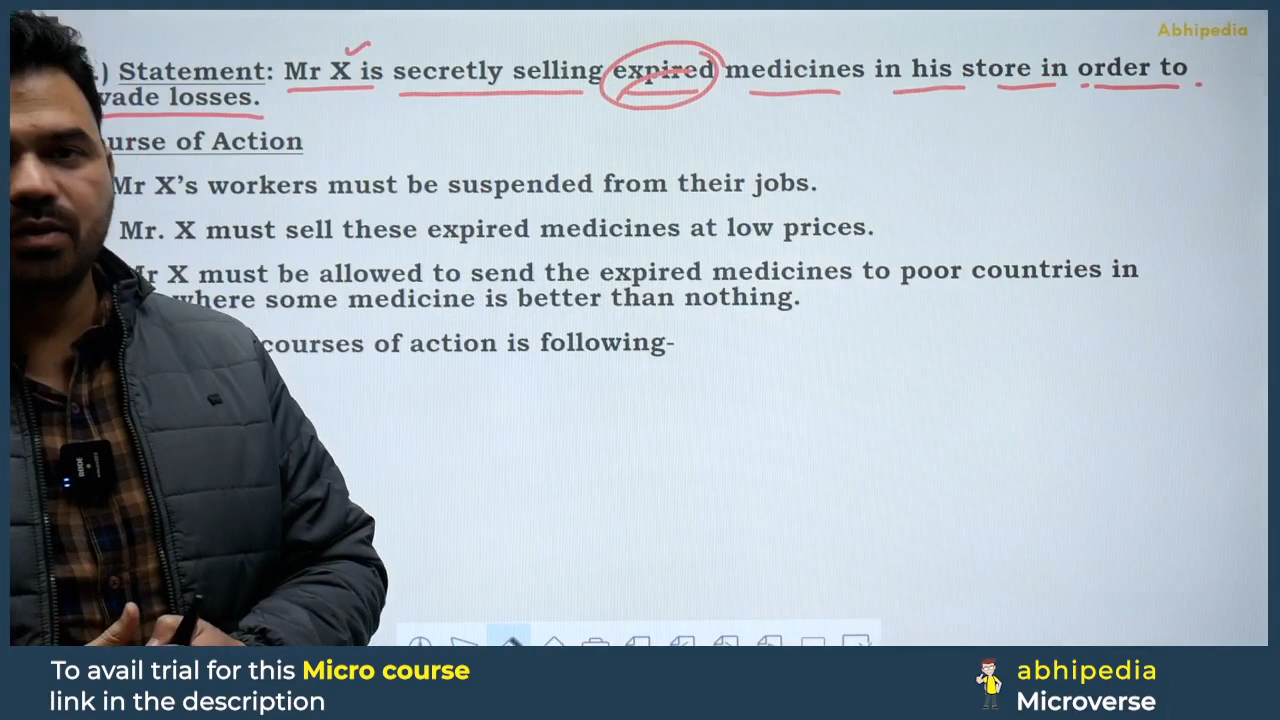 Abhipedia
.) Statement: Mr X is secretly selling expired medicines in his store in order to
vade losses.
urse of Action
Mr X’s workers must be suspended from their jobs.
Mr. X must sell these expired medicines at low prices.
Mr X must be allowed to send the expired medicines to poor countries in
where some medicine is better than nothing.
courses of action is following-
RØDE
To avail trial for this Micro course
link in the description
abhipedia
Microverse